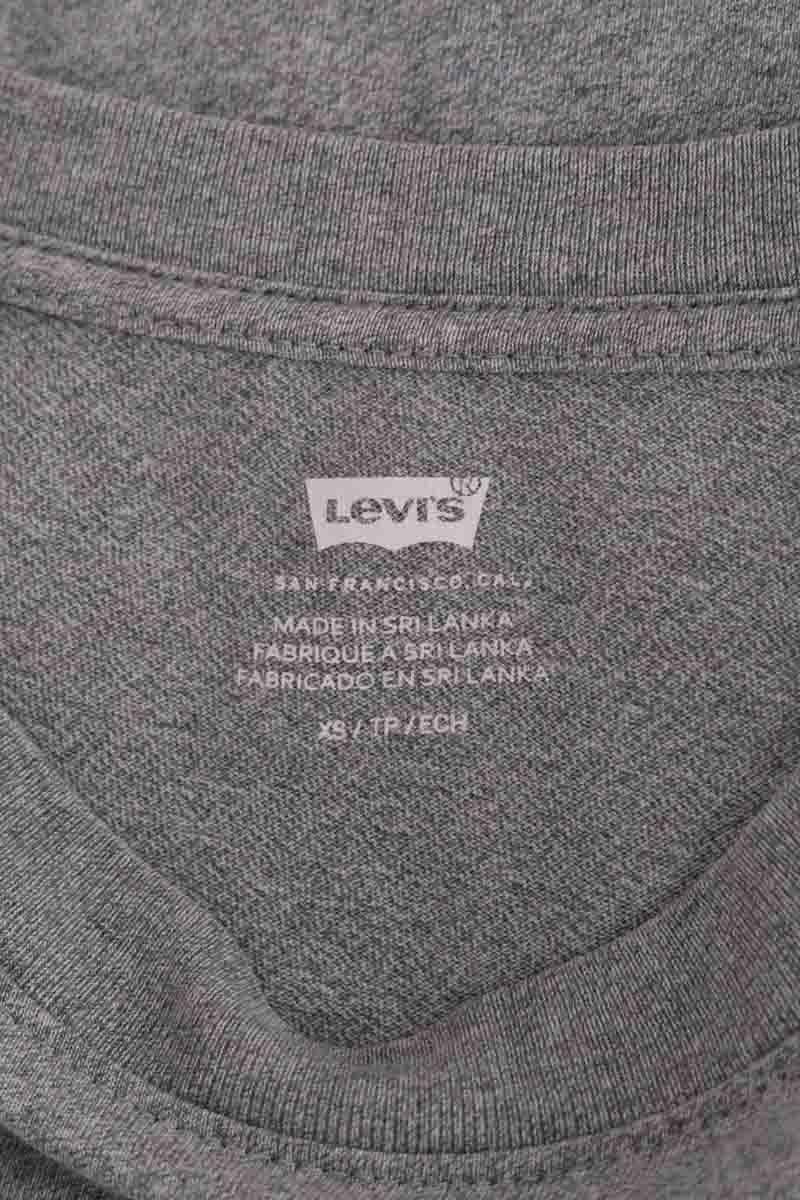 Levi's®
SAN FRANCISCO, CAL.
MADE IN SRI LANKA
FABRIQUÉ À SRI LANKA
FABRICADO EN SRI LANKA
XS / TP / ECH